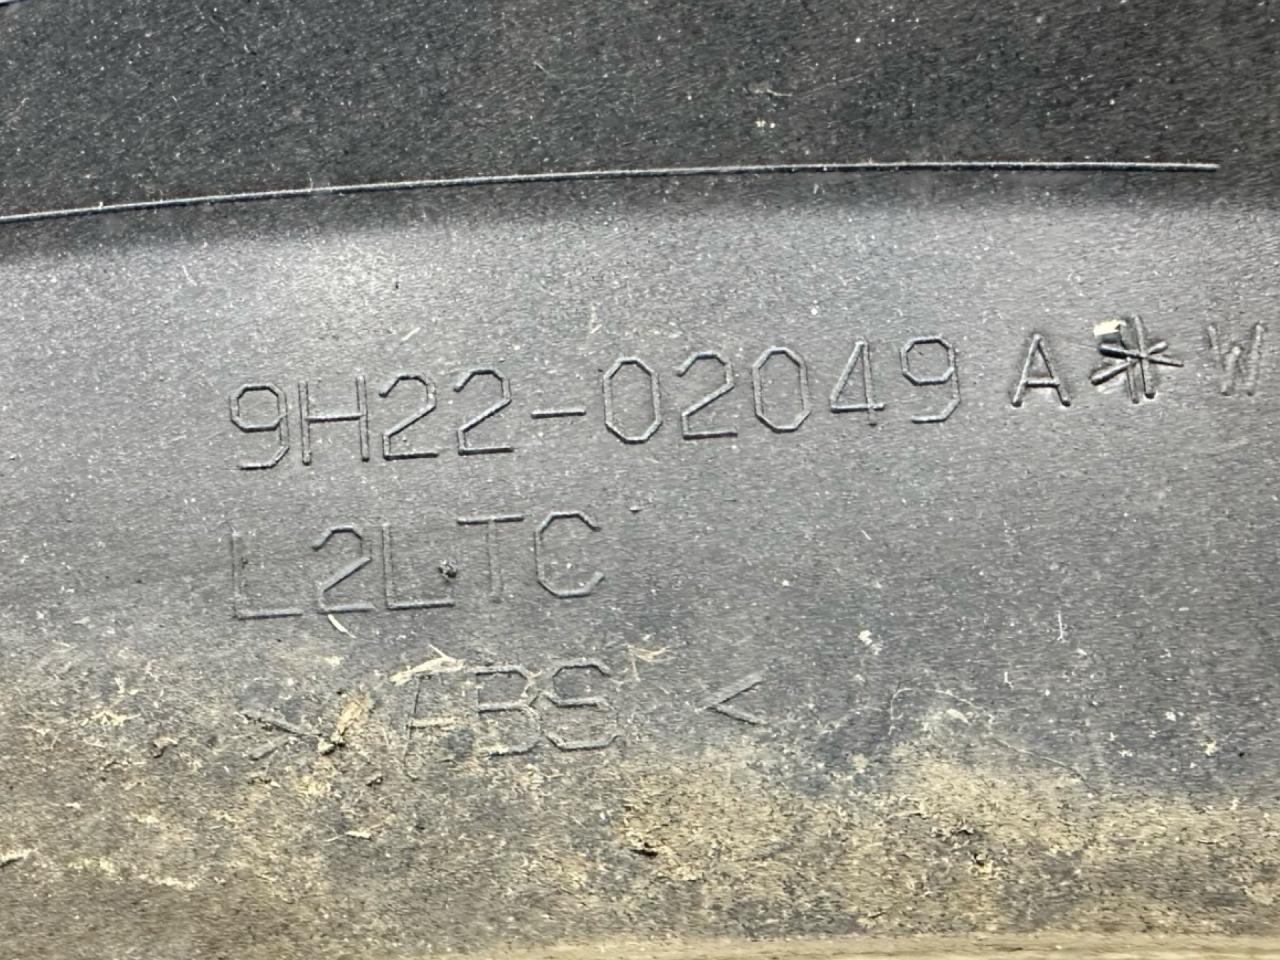 9H22-02049 A * W
L2LTC
> ABS <